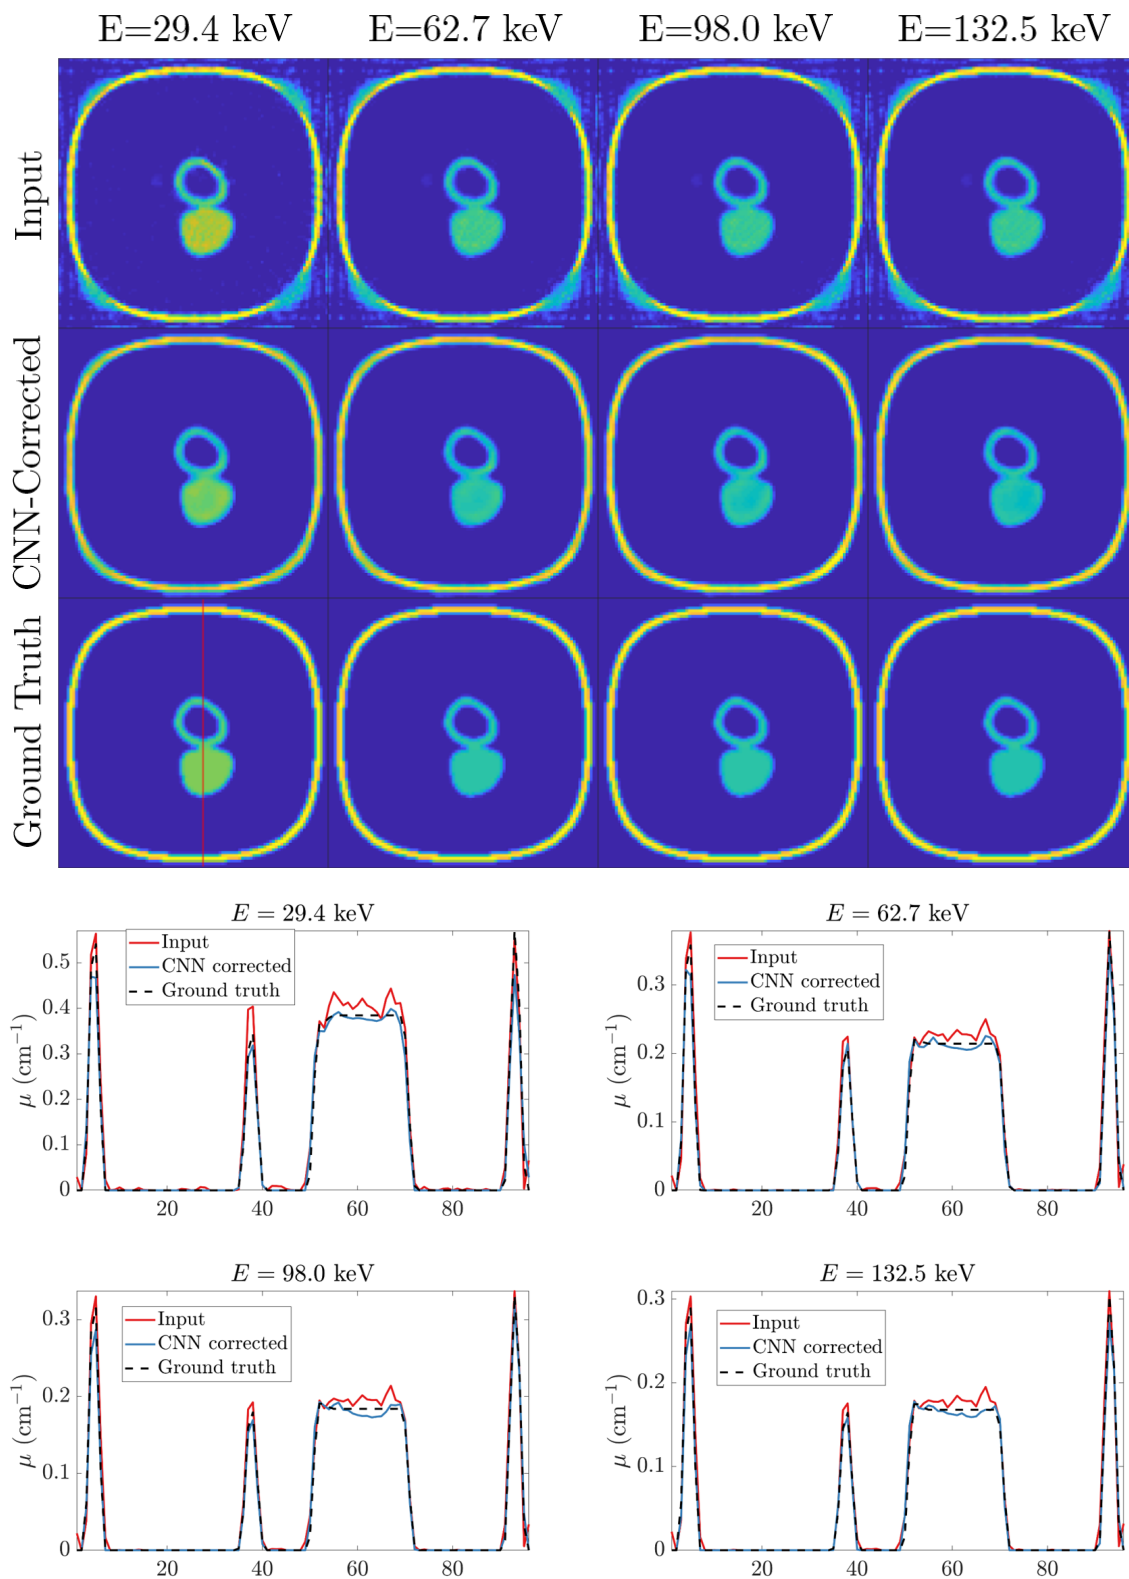 E=29.4 keV E=62.7 keV E=98.0 keV E=132.5 keV
Input
CNN-Corrected
Ground Truth
E = 29.4 keV
Input
CNN corrected
Ground truth
μ (cm⁻¹)
0.5
0.4
0.3
0.2
0.1
0
20 40 60 80
E = 62.7 keV
Input
CNN corrected
Ground truth
μ (cm⁻¹)
0.3
0.2
0.1
0
20 40 60 80
E = 98.0 keV
Input
CNN corrected
Ground truth
μ (cm⁻¹)
0.3
0.2
0.1
0
20 40 60 80
E = 132.5 keV
Input
CNN corrected
Ground truth
μ (cm⁻¹)
0.3
0.2
0.1
0
20 40 60 80